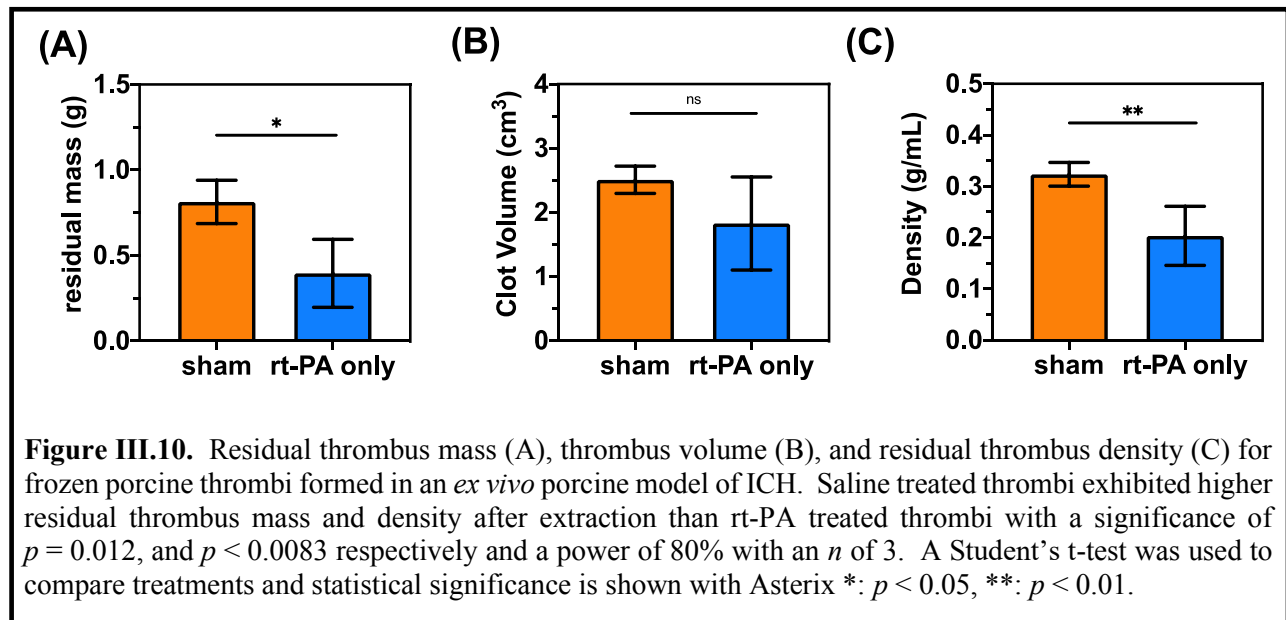 (A)
(B)
(C)
residual mass (g)
1.5
1.0
0.5
0.0
*
sham
rt-PA only
Clot Volume (cm³)
4
3
2
1
0
ns
sham
rt-PA only
Density (g/mL)
0.5
0.4
0.3
0.2
0.1
0.0
**
sham
rt-PA only
Figure III.10. Residual thrombus mass (A), thrombus volume (B), and residual thrombus density (C) for
frozen porcine thrombi formed in an ex vivo porcine model of ICH. Saline treated thrombi exhibited higher
residual thrombus mass and density after extraction than rt-PA treated thrombi with a significance of
p = 0.012, and p < 0.0083 respectively and a power of 80% with an n of 3. A Student’s t-test was used to
compare treatments and statistical significance is shown with Asterix *: p < 0.05, **: p < 0.01.